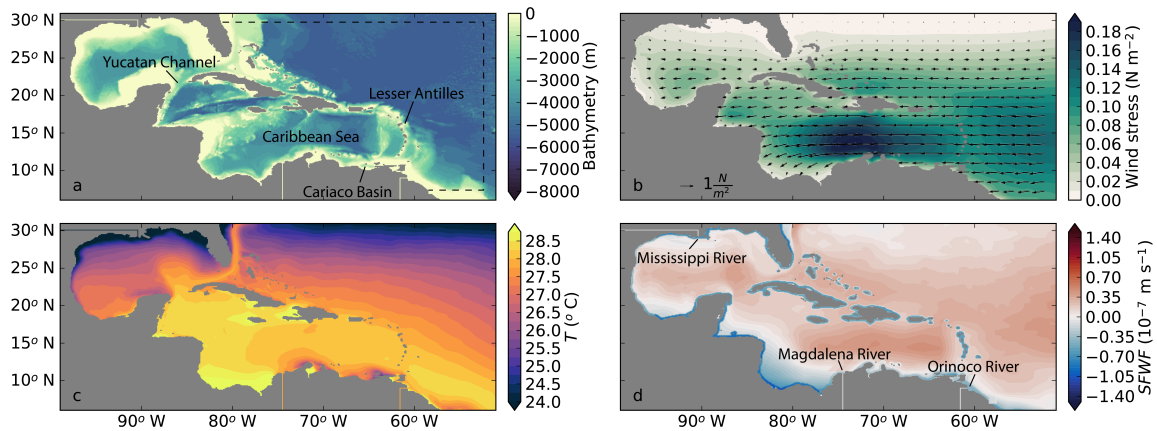 30° N
25° N
20° N
15° N
10° N
Yucatan Channel
Lesser Antilles
Caribbean Sea
Cariaco Basin
a
0
−1000
−2000
−3000
−4000
−5000
−6000
−7000
−8000
Bathymetry (m)
b
1 N/m²
0.18
0.16
0.14
0.12
0.10
0.08
0.06
0.04
0.02
0.00
Wind stress (N m⁻²)
30° N
25° N
20° N
15° N
10° N
c
90° W
80° W
70° W
60° W
28.5
28.0
27.5
27.0
26.5
26.0
25.5
25.0
24.5
24.0
T (° C)
Mississippi River
Magdalena River
Orinoco River
d
90° W
80° W
70° W
60° W
1.40
1.05
0.70
0.35
0.00
−0.35
−0.70
−1.05
−1.40
SFWF (10⁻⁷ m s⁻¹)